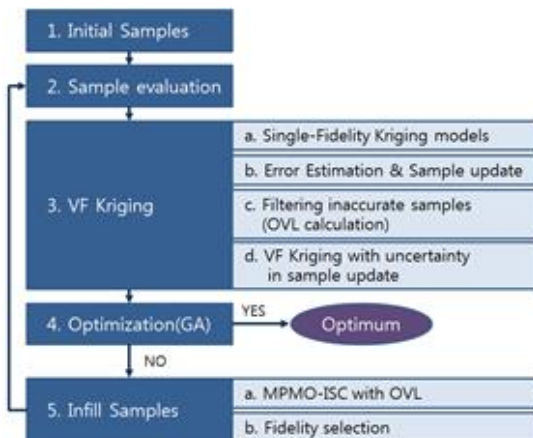 1. Initial Samples
2. Sample evaluation
3. VF Kriging
a. Single-Fidelity Kriging models
b. Error Estimation & Sample update
c. Filtering inaccurate samples
(OVL calculation)
d. VF Kriging with uncertainty
in sample update
4. Optimization(GA)
YES
Optimum
NO
5. Infill Samples
a. MPMO-ISC with OVL
b. Fidelity selection